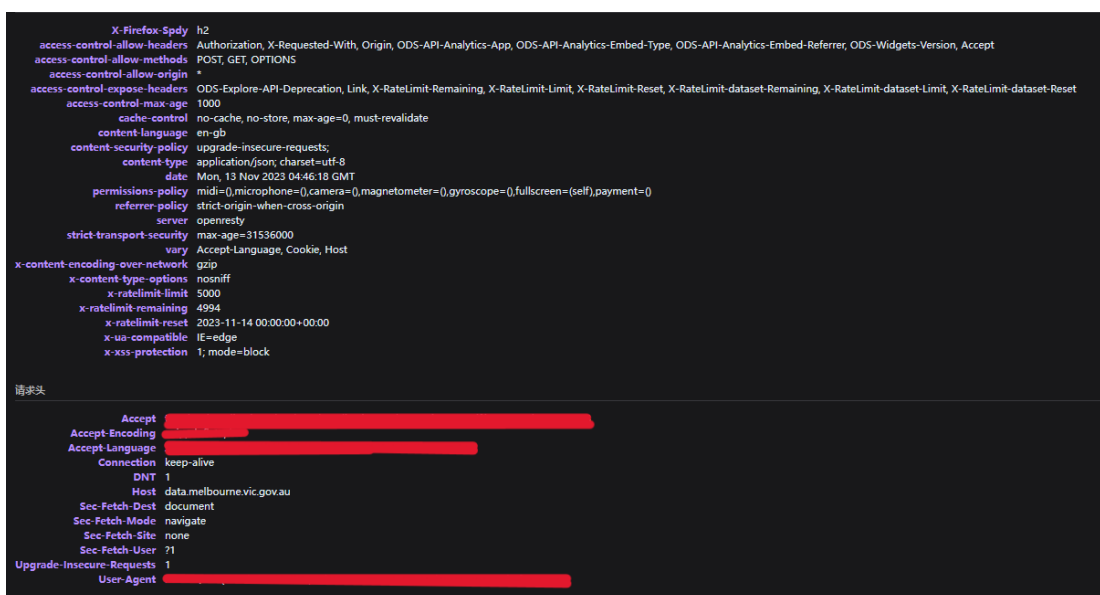 X-Firefox-Spdy h2
access-control-allow-headers Authorization, X-Requested-With, Origin, ODS-API-Analytics-App, ODS-API-Analytics-Embed-Type, ODS-API-Analytics-Embed-Referrer, ODS-Widgets-Version, Accept
access-control-allow-methods POST, GET, OPTIONS
access-control-allow-origin *
access-control-expose-headers ODS-Explore-API-Deprecation, Link, X-RateLimit-Remaining, X-RateLimit-Limit, X-RateLimit-Reset, X-RateLimit-dataset-Remaining, X-RateLimit-dataset-Limit, X-RateLimit-dataset-Reset
access-control-max-age 1000
cache-control no-cache, no-store, max-age=0, must-revalidate
content-language en-gb
content-security-policy upgrade-insecure-requests;
content-type application/json; charset=utf-8
date Mon, 13 Nov 2023 04:46:18 GMT
permissions-policy midi=(),microphone=(),camera=(),magnetometer=(),gyroscope=(),fullscreen=(self),payment=()
referrer-policy strict-origin-when-cross-origin
server openresty
strict-transport-security max-age=31536000
vary Accept-Language, Cookie, Host
x-content-encoding-over-network gzip
x-content-type-options nosniff
x-ratelimit-limit 5000
x-ratelimit-remaining 4994
x-ratelimit-reset 2023-11-14 00:00:00+00:00
x-ua-compatible IE=edge
x-xss-protection 1; mode=block
请求头
Accept
Accept-Encoding
Accept-Language
Connection keep-alive
DNT 1
Host data.melbourne.vic.gov.au
Sec-Fetch-Dest document
Sec-Fetch-Mode navigate
Sec-Fetch-Site none
Sec-Fetch-User ?1
Upgrade-Insecure-Requests 1
User-Agent